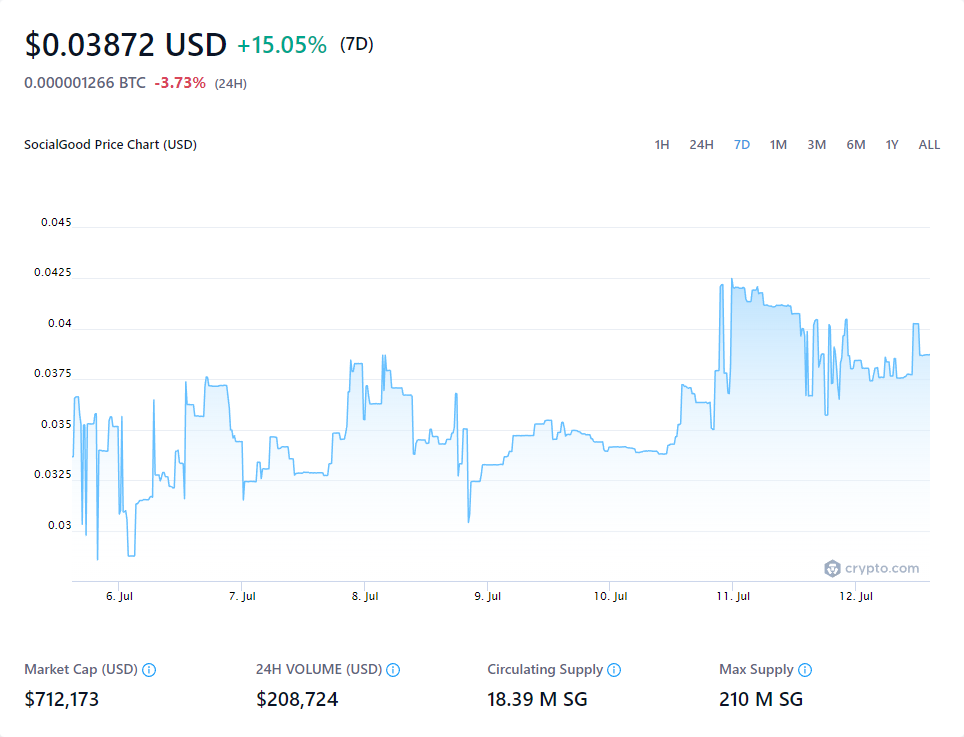 $0.03872 USD +15.05% (7D)
0.000001266 BTC -3.73% (24H)
SocialGood Price Chart (USD) 1H 24H 7D 1M 3M 6M 1Y ALL
0.045
0.0425
0.04
0.0375
0.035
0.0325
0.03
crypto.com
6. Jul 7. Jul 8. Jul 9. Jul 10. Jul 11. Jul 12. Jul
Market Cap (USD) 24H VOLUME (USD) Circulating Supply Max Supply
$712,173 $208,724 18.39 M SG 210 M SG